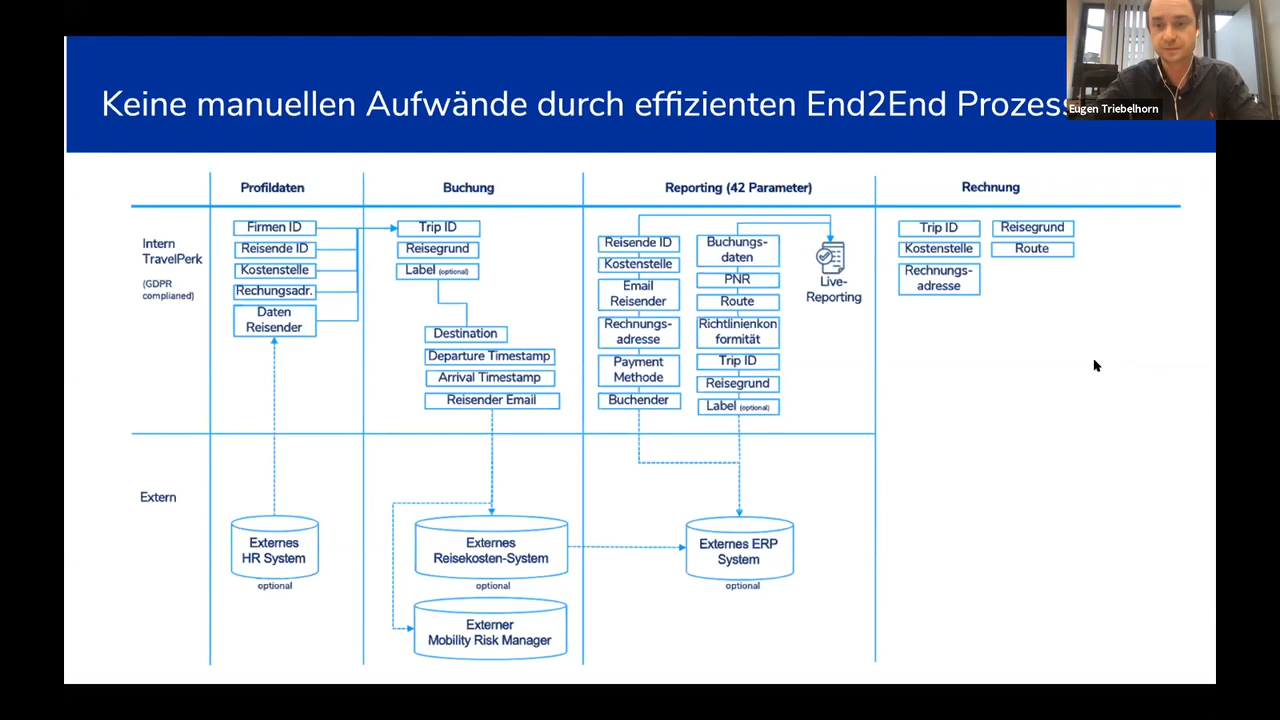 Keine manuellen Aufwände durch effizienten End2End Prozess
Eugen Triebelhorn
Profildaten
Buchung
Reporting (42 Parameter)
Rechnung
Intern
TravelPerk
(GDPR
complianed)
Firmen ID
Reisende ID
Kostenstelle
Rechungsadr.
Daten
Reisender
Trip ID
Reisegrund
Label (optional)
Destination
Departure Timestamp
Arrival Timestamp
Reisender Email
Reisende ID
Kostenstelle
Email
Reisender
Rechnungs-
adresse
Payment
Methode
Buchender
Buchungs-
daten
PNR
Route
Richtlinienkon
formität
Trip ID
Reisegrund
Label (optional)
Live-
Reporting
Trip ID
Kostenstelle
Rechnungs-
adresse
Reisegrund
Route
Extern
Externes
HR System
optional
Externes
Reisekosten-System
optional
Externer
Mobility Risk Manager
Externes ERP
System
optional